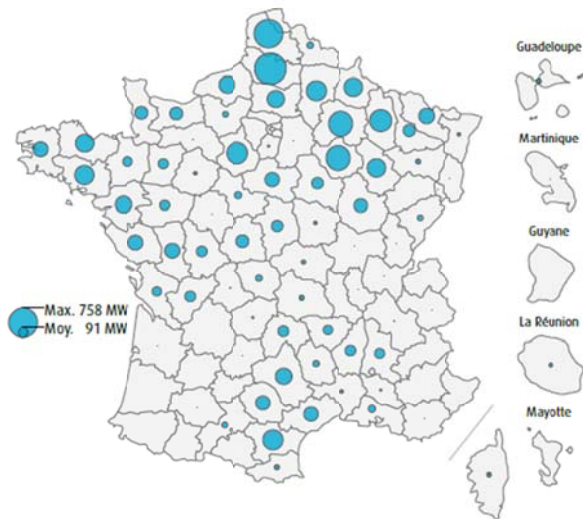 Guadeloupe
Martinique
Guyane
La Réunion
Mayotte
Max. 758 MW
Moy. 91 MW